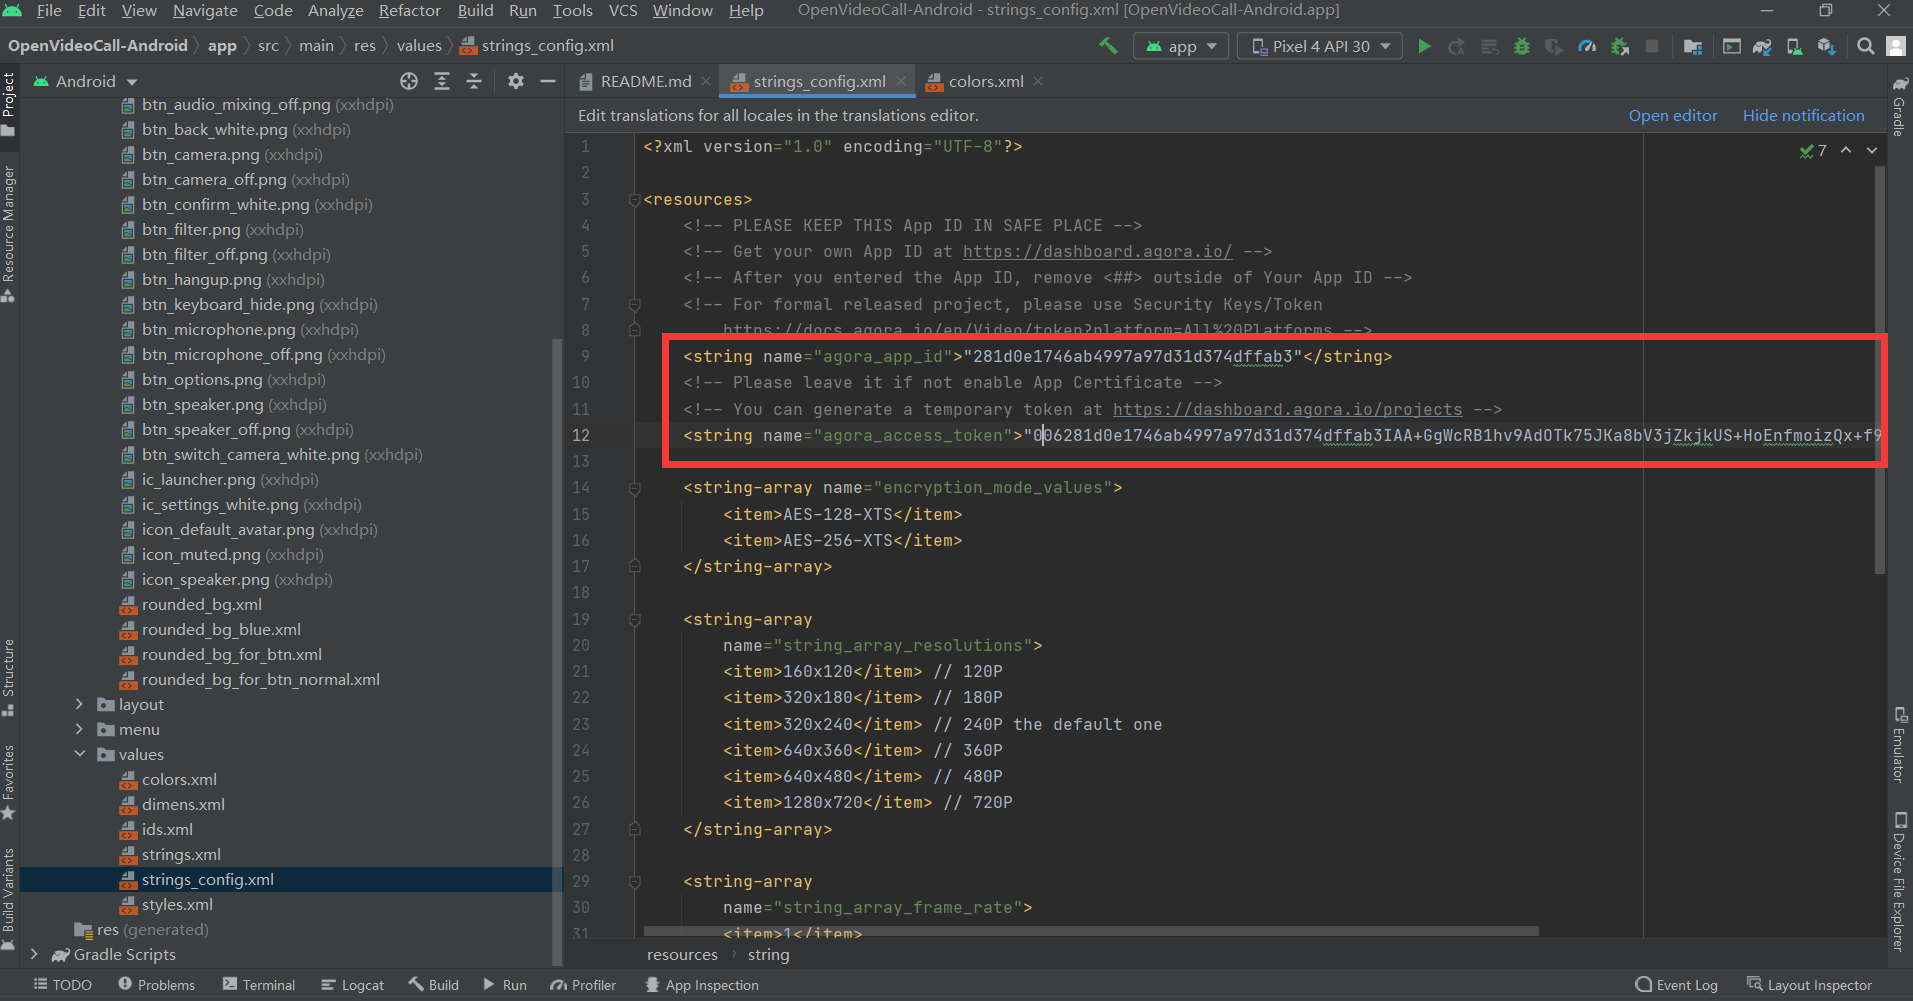 File Edit View Navigate Code Analyze Refactor Build Run Tools VCS Window Help OpenVideoCall-Android - strings_config.xml [OpenVideoCall-Android.app]
OpenVideoCall-Android app src main res values strings_config.xml
app Pixel 4 API 30
Project
Resource Manager
Structure
Favorites
Build Variants
Android
btn_audio_mixing_off.png (xxhdpi)
btn_back_white.png (xxhdpi)
btn_camera.png (xxhdpi)
btn_camera_off.png (xxhdpi)
btn_confirm_white.png (xxhdpi)
btn_filter.png (xxhdpi)
btn_filter_off.png (xxhdpi)
btn_hangup.png (xxhdpi)
btn_keyboard_hide.png (xxhdpi)
btn_microphone.png (xxhdpi)
btn_microphone_off.png (xxhdpi)
btn_options.png (xxhdpi)
btn_speaker.png (xxhdpi)
btn_speaker_off.png (xxhdpi)
btn_switch_camera_white.png (xxhdpi)
ic_launcher.png (xxhdpi)
ic_settings_white.png (xxhdpi)
icon_default_avatar.png (xxhdpi)
icon_muted.png (xxhdpi)
icon_speaker.png (xxhdpi)
rounded_bg.xml
rounded_bg_blue.xml
rounded_bg_for_btn.xml
rounded_bg_for_btn_normal.xml
layout
menu
values
colors.xml
dimens.xml
ids.xml
strings.xml
strings_config.xml
styles.xml
res (generated)
Gradle Scripts
README.md strings_config.xml colors.xml
Edit translations for all locales in the translations editor. Open editor Hide notification
7
1 <?xml version="1.0" encoding="UTF-8"?>
2
3 <resources>
4 <!-- PLEASE KEEP THIS App ID IN SAFE PLACE -->
5 <!-- Get your own App ID at https://dashboard.agora.io/ -->
6 <!-- After you entered the App ID, remove <##> outside of Your App ID -->
7 <!-- For formal released project, please use Security Keys/Token
8 https://docs.agora.io/en/Video/token?platform=All%20Platforms -->
9 <string name="agora_app_id">"281d0e1746ab4997a97d31d374dffab3"</string>
10 <!-- Please leave it if not enable App Certificate -->
11 <!-- You can generate a temporary token at https://dashboard.agora.io/projects -->
12 <string name="agora_access_token">"006281d0e1746ab4997a97d31d374dffab3IAA+GgWcRB1hv9AdOTk75JKa8bV3jZkjkUS+HoEnfmoizQx+f9
13
14 <string-array name="encryption_mode_values">
15 <item>AES-128-XTS</item>
16 <item>AES-256-XTS</item>
17 </string-array>
18
19 <string-array
20 name="string_array_resolutions">
21 <item>160x120</item> // 120P
22 <item>320x180</item> // 180P
23 <item>320x240</item> // 240P the default one
24 <item>640x360</item> // 360P
25 <item>640x480</item> // 480P
26 <item>1280x720</item> // 720P
27 </string-array>
28
29 <string-array
30 name="string_array_frame_rate">
31 <item>1</item>
resources string
Gradle
Emulator
Device File Explorer
TODO Problems Terminal Logcat Build Run Profiler App Inspection Event Log Layout Inspector